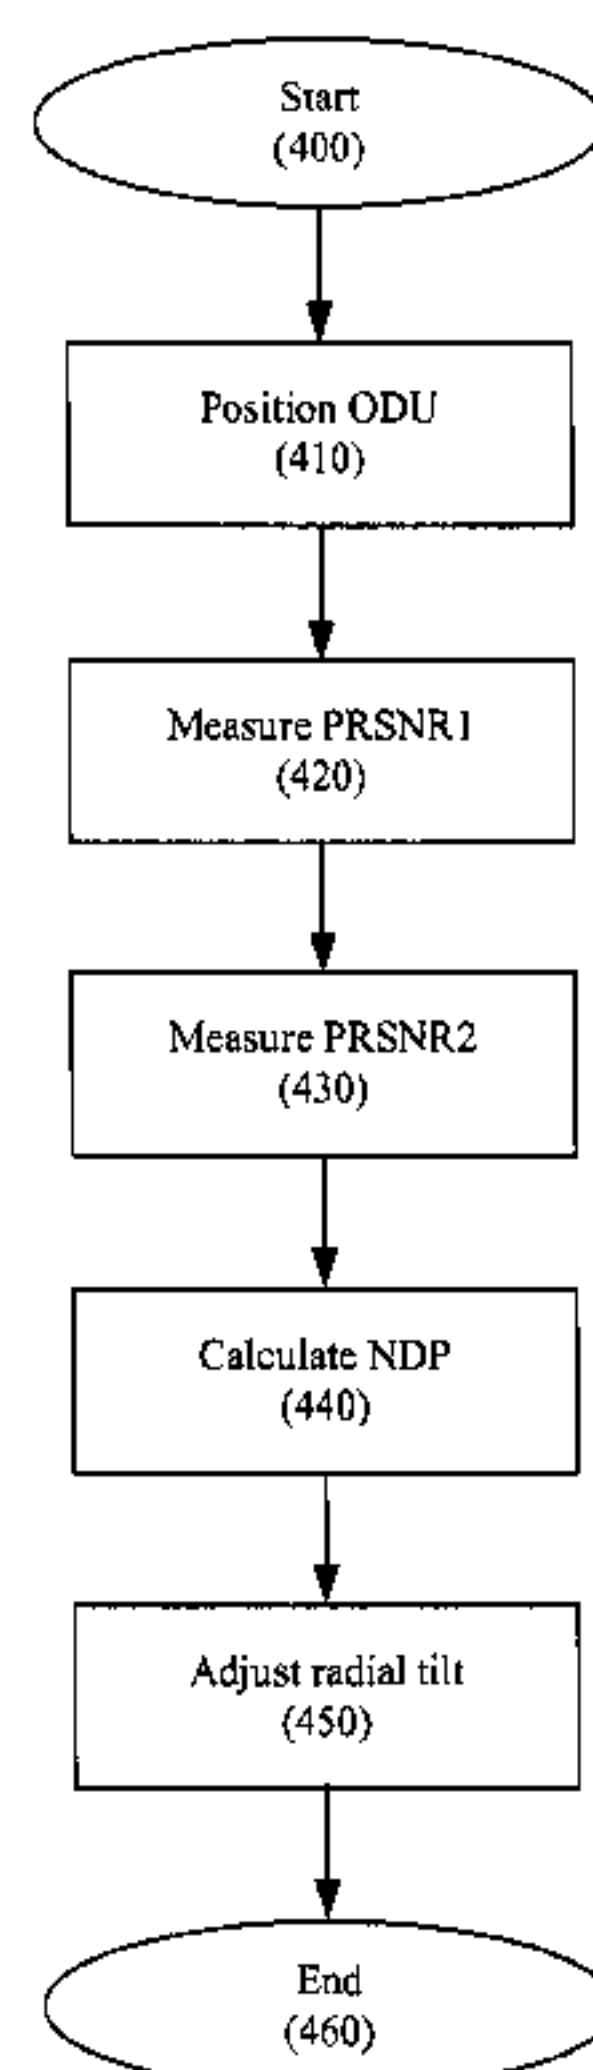 Start
(400)
Position ODU
(410)
Measure PRSNR1
(420)
Measure PRSNR2
(430)
Calculate NDP
(440)
Adjust radial tilt
(450)
End
(460)